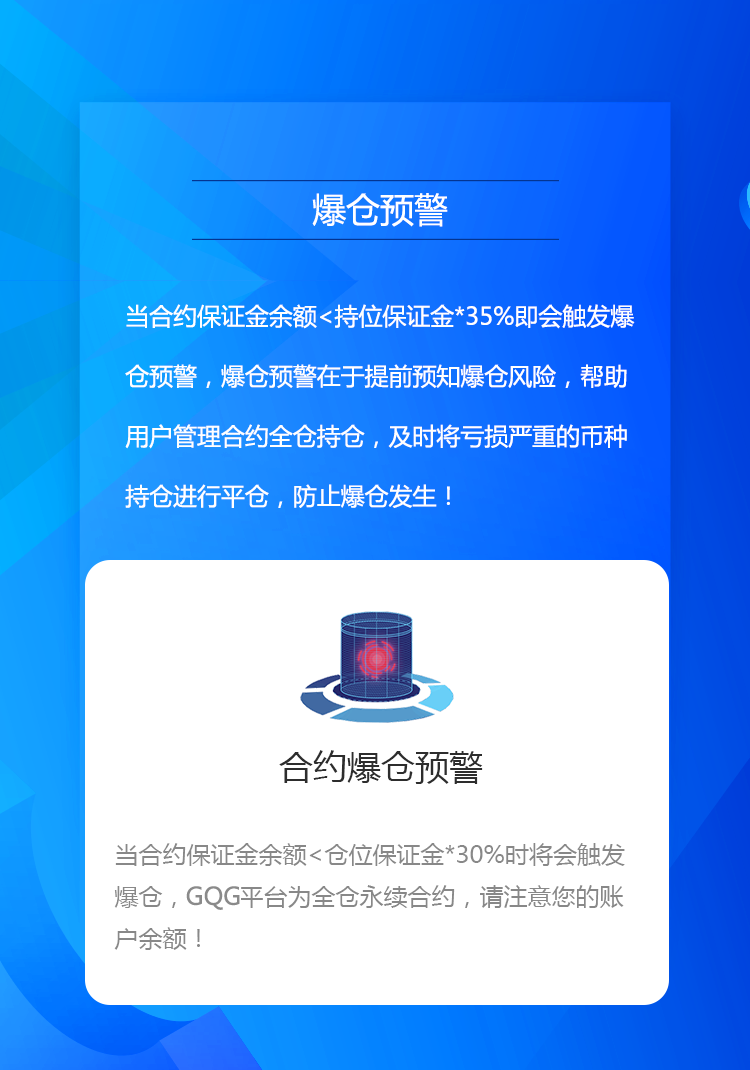 爆仓预警
当合约保证金余额<持位保证金*35%即会触发爆
仓预警，爆仓预警在于提前预知爆仓风险，帮助
用户管理合约全仓持仓，及时将亏损严重的币种
持仓进行平仓，防止爆仓发生！
合约爆仓预警
当合约保证金余额<仓位保证金*30%时将会触发
爆仓，GQG平台为全仓永续合约，请注意您的账
户余额！